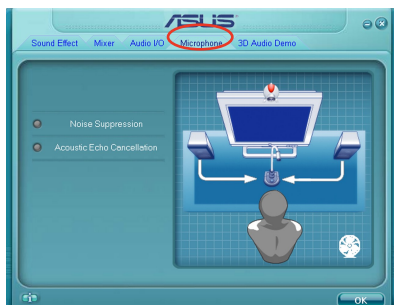 ASUS
Sound Effect Mixer Audio I/O Microphone 3D Audio Demo
Noise Suppression
Acoustic Echo Cancellation
OK